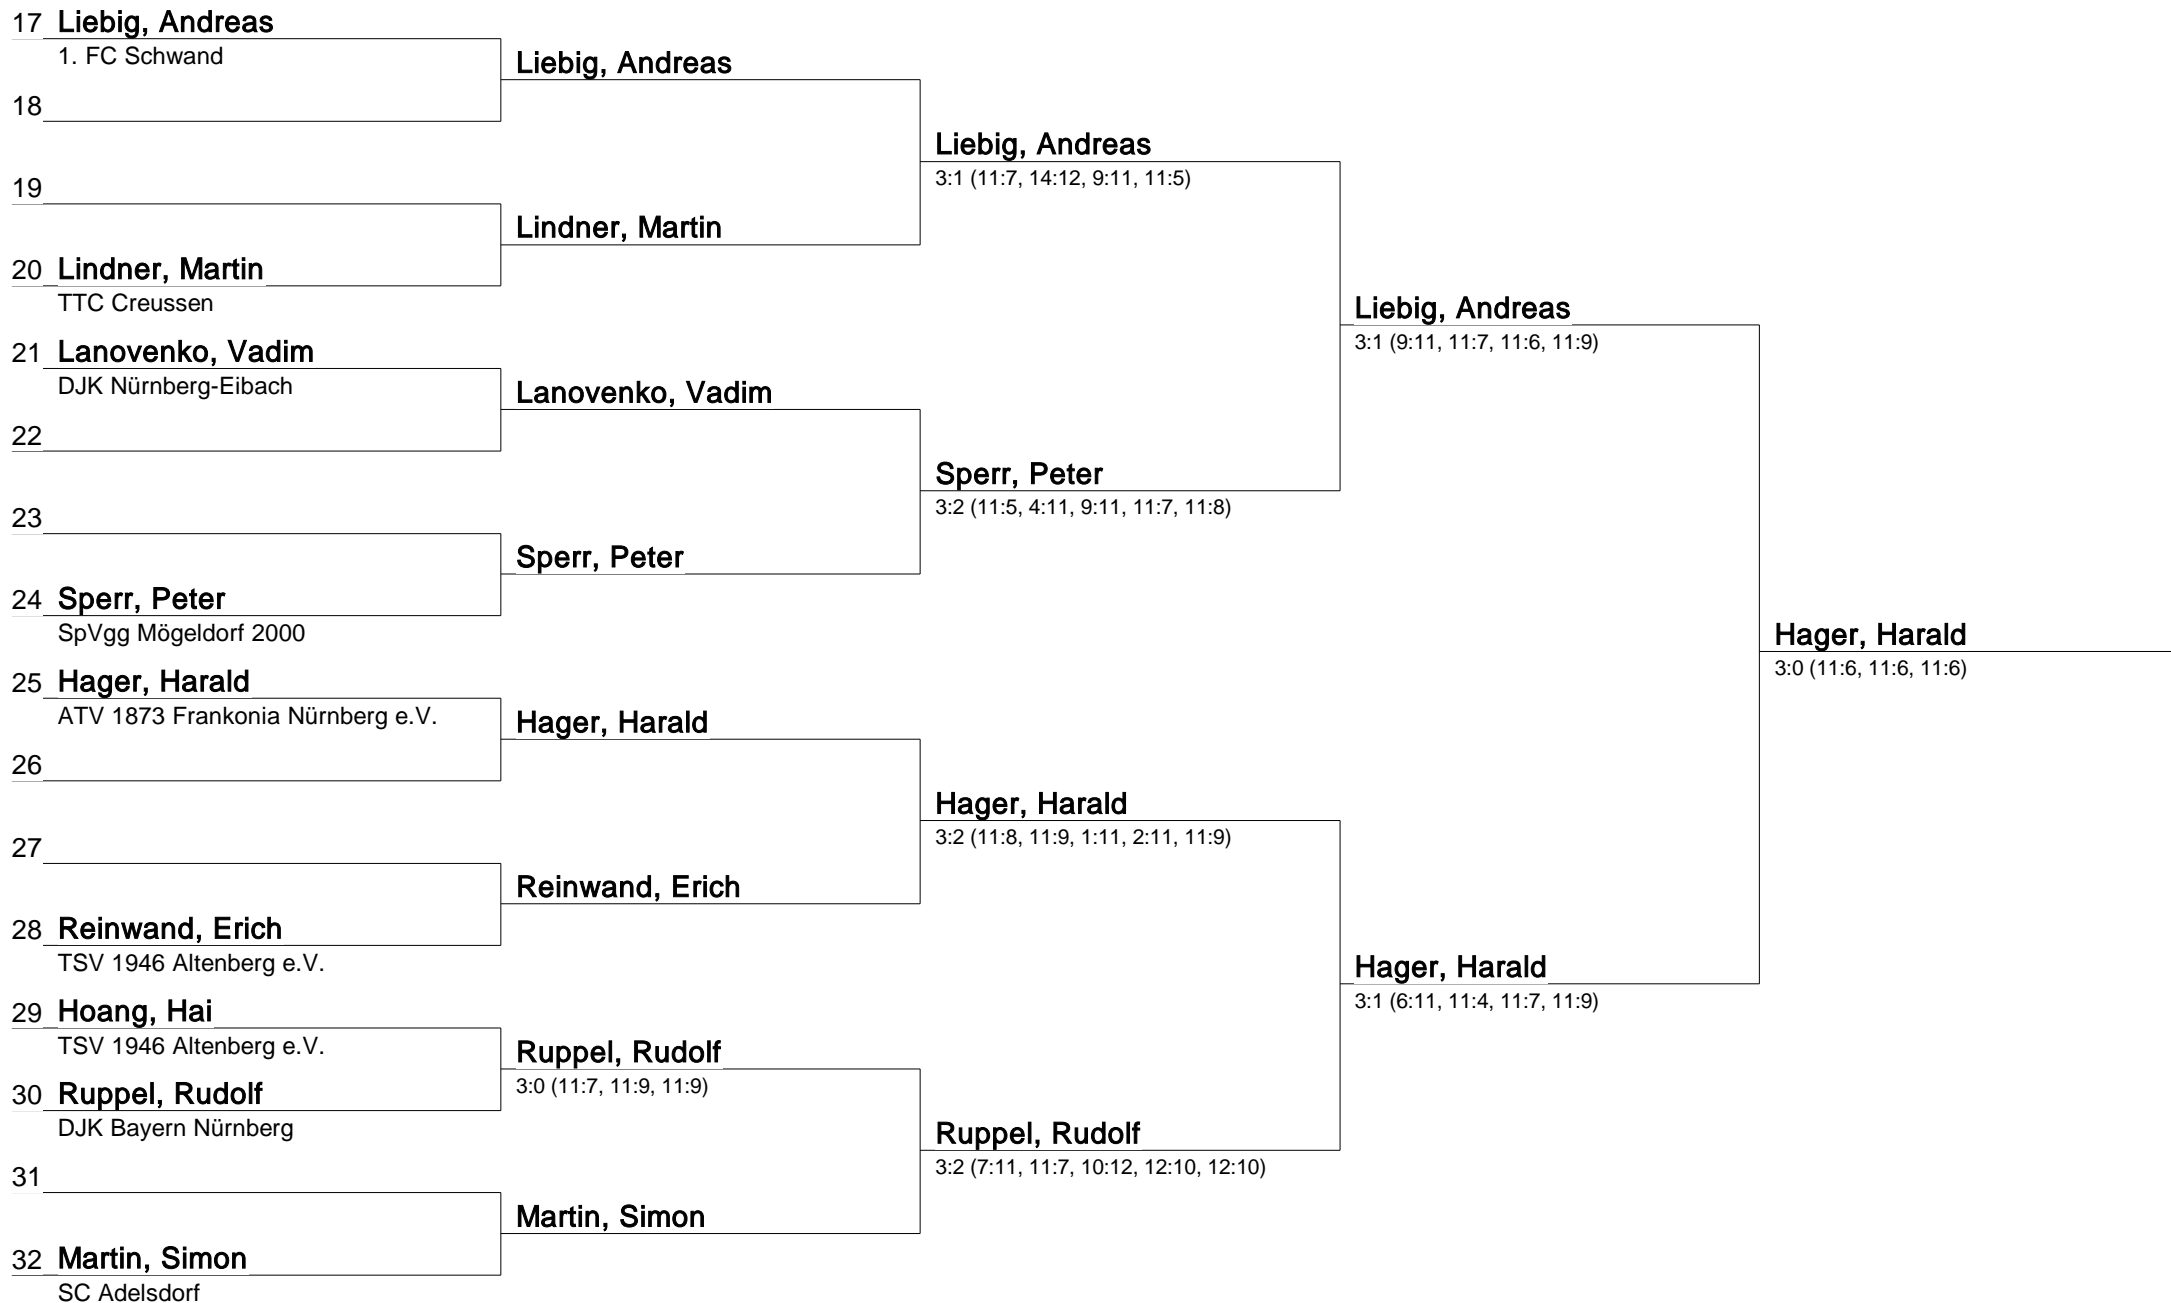 17 Liebig, Andreas
1. FC Schwand
18
19
20 Lindner, Martin
TTC Creussen
21 Lanovenko, Vadim
DJK Nürnberg-Eibach
22
23
24 Sperr, Peter
SpVgg Mögeldorf 2000
25 Hager, Harald
ATV 1873 Frankonia Nürnberg e.V.
26
27
28 Reinwand, Erich
TSV 1946 Altenberg e.V.
29 Hoang, Hai
TSV 1946 Altenberg e.V.
30 Ruppel, Rudolf
DJK Bayern Nürnberg
31
32 Martin, Simon
SC Adelsdorf
Liebig, Andreas
Lindner, Martin
Lanovenko, Vadim
Sperr, Peter
Hager, Harald
Reinwand, Erich
Ruppel, Rudolf
3:0 (11:7, 11:9, 11:9)
Martin, Simon
Liebig, Andreas
3:1 (11:7, 14:12, 9:11, 11:5)
Sperr, Peter
3:2 (11:5, 4:11, 9:11, 11:7, 11:8)
Hager, Harald
3:2 (11:8, 11:9, 1:11, 2:11, 11:9)
Ruppel, Rudolf
3:2 (7:11, 11:7, 10:12, 12:10, 12:10)
Liebig, Andreas
3:1 (9:11, 11:7, 11:6, 11:9)
Hager, Harald
3:1 (6:11, 11:4, 11:7, 11:9)
Hager, Harald
3:0 (11:6, 11:6, 11:6)